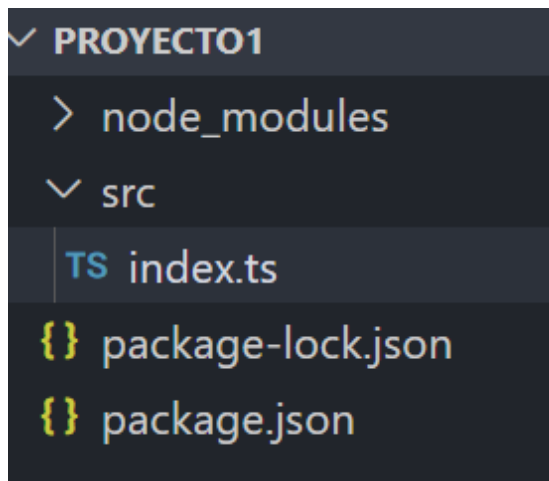 PROYECTO1
node_modules
src
TS index.ts
{} package-lock.json
{} package.json